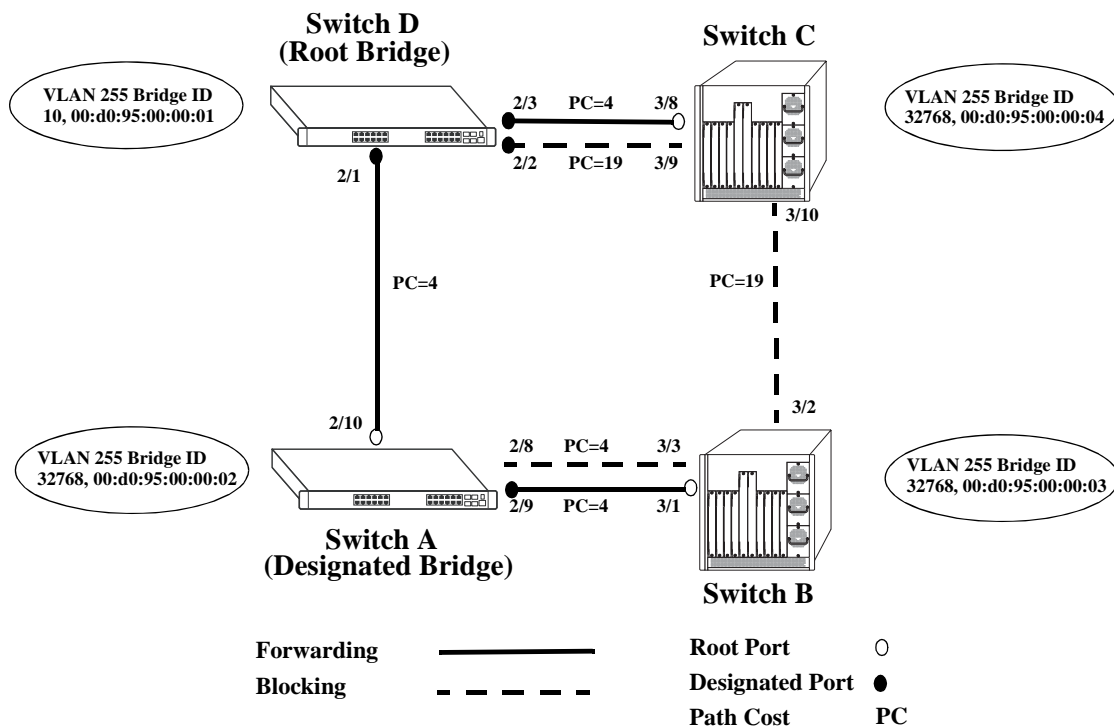 Switch D
(Root Bridge)
Switch C
VLAN 255 Bridge ID
10, 00:d0:95:00:00:01
2/3 PC=4 3/8
2/2 PC=19 3/9
VLAN 255 Bridge ID
32768, 00:d0:95:00:00:04
2/1
3/10
PC=4
PC=19
2/10
3/2
VLAN 255 Bridge ID
32768, 00:d0:95:00:00:02
2/8 PC=4 3/3
2/9 PC=4 3/1
VLAN 255 Bridge ID
32768, 00:d0:95:00:00:03
Switch A
(Designated Bridge)
Switch B
Forwarding
Blocking
Root Port
Designated Port
Path Cost PC